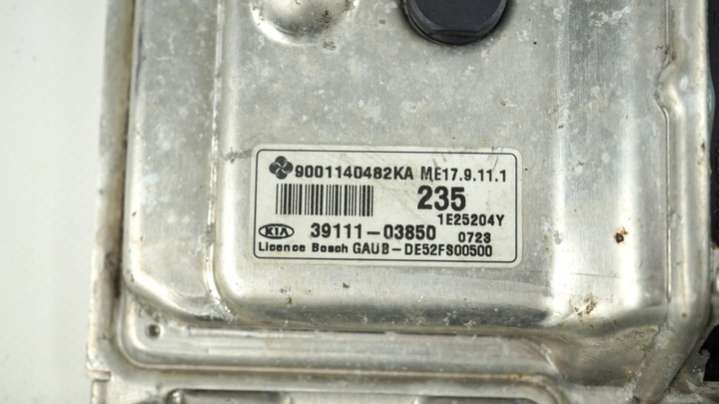 9001140482KA ME17.9.11.1
235
1E25204Y
KIA 39111-03850 0723
Licence Bosch GAUB-DE52FS00500